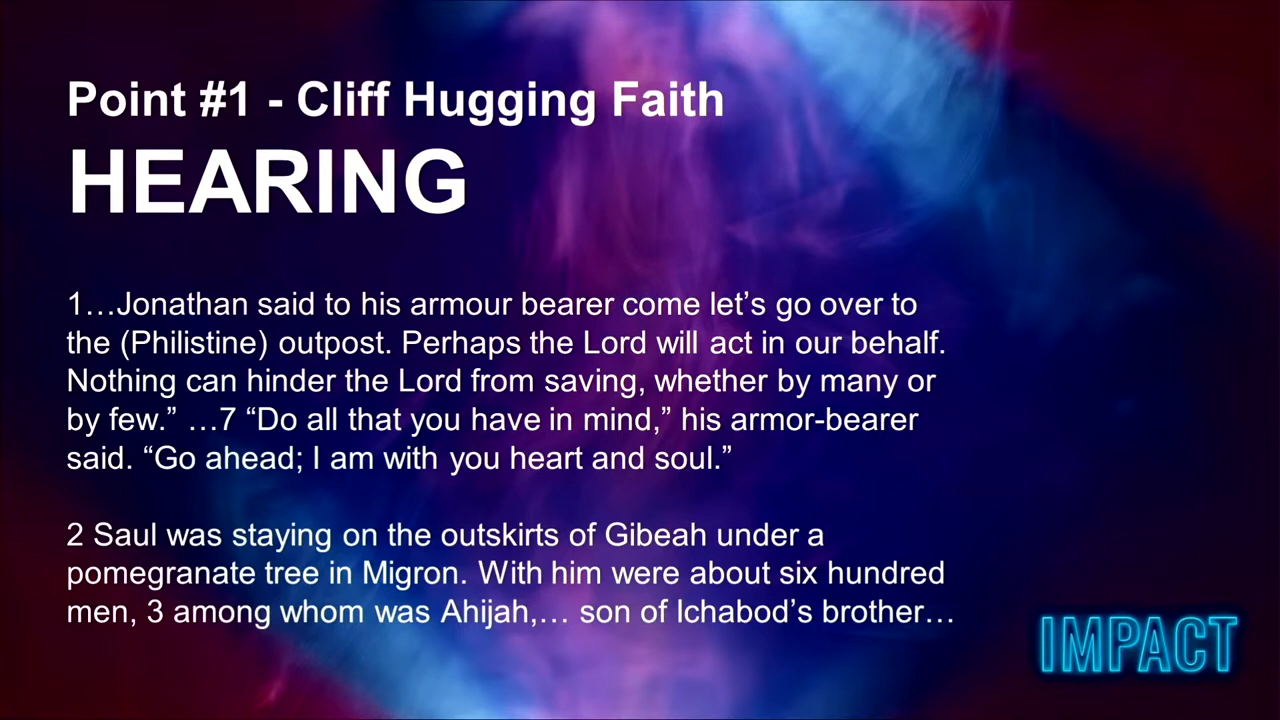 Point #1 - Cliff Hugging Faith
HEARING
1…Jonathan said to his armour bearer come let’s go over to
the (Philistine) outpost. Perhaps the Lord will act in our behalf.
Nothing can hinder the Lord from saving, whether by many or
by few.” …7 “Do all that you have in mind,” his armor-bearer
said. “Go ahead; I am with you heart and soul.”
2 Saul was staying on the outskirts of Gibeah under a
pomegranate tree in Migron. With him were about six hundred
men, 3 among whom was Ahijah,… son of Ichabod’s brother…
IMPACT